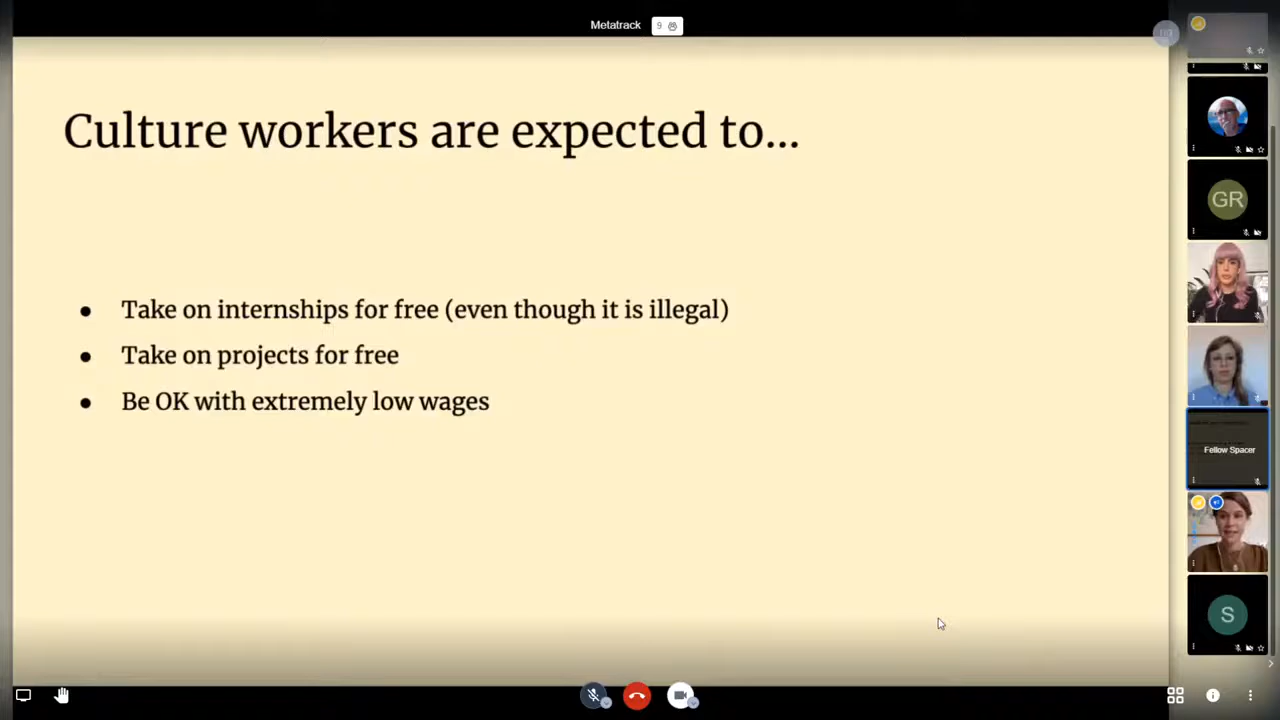 Metatrack
9
Culture workers are expected to...
Take on internships for free (even though it is illegal)
Take on projects for free
Be OK with extremely low wages
GR
Fellow Spacer
S